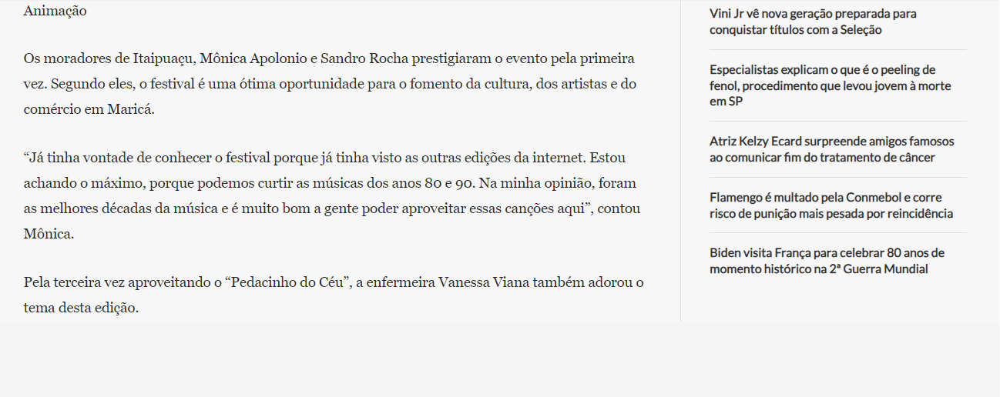 Animação
Os moradores de Itaipuaçu, Mônica Apolonio e Sandro Rocha prestigiaram o evento pela primeira
vez. Segundo eles, o festival é uma ótima oportunidade para o fomento da cultura, dos artistas e do
comércio em Maricá.
“Já tinha vontade de conhecer o festival porque já tinha visto as outras edições da internet. Estou
achando o máximo, porque podemos curtir as músicas dos anos 80 e 90. Na minha opinião, foram
as melhores décadas da música e é muito bom a gente poder aproveitar essas canções aqui”, contou
Mônica.
Pela terceira vez aproveitando o “Pedacinho do Céu”, a enfermeira Vanessa Viana também adorou o
tema desta edição.
Vini Jr vê nova geração preparada para
conquistar títulos com a Seleção
Especialistas explicam o que é o peeling de
fenol, procedimento que levou jovem à morte
em SP
Atriz Kelzy Ecard surpreende amigos famosos
ao comunicar fim do tratamento de câncer
Flamengo é multado pela Conmebol e corre
risco de punição mais pesada por reincidência
Biden visita França para celebrar 80 anos de
momento histórico na 2ª Guerra Mundial